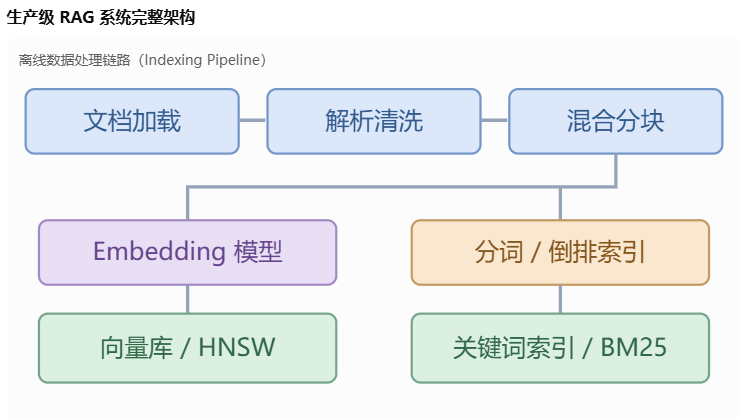 生产级 RAG 系统完整架构
离线数据处理链路（Indexing Pipeline）
文档加载
解析清洗
混合分块
Embedding 模型
分词 / 倒排索引
向量库 / HNSW
关键词索引 / BM25